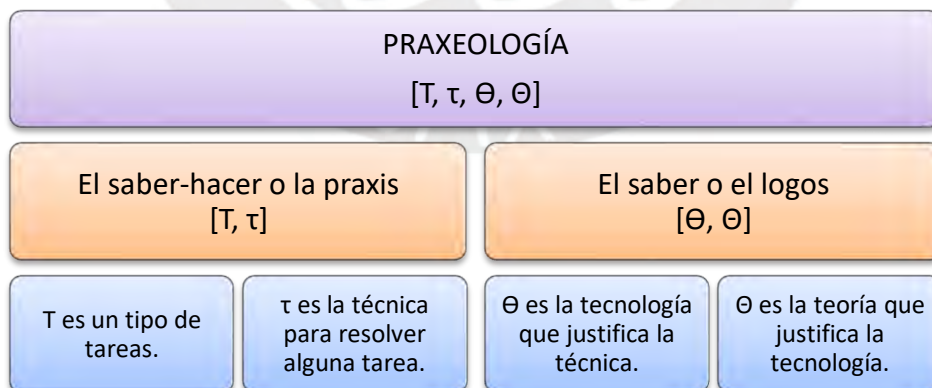 PRAXEOLOGÍA
[T, τ, Ɵ, Θ]
El saber-hacer o la praxis
[T, τ]
El saber o el logos
[Ɵ, Θ]
T es un tipo de
tareas.
τ es la técnica
para resolver
alguna tarea.
Ɵ es la tecnología
que justifica la
técnica.
Θ es la teoría que
justifica la
tecnología.